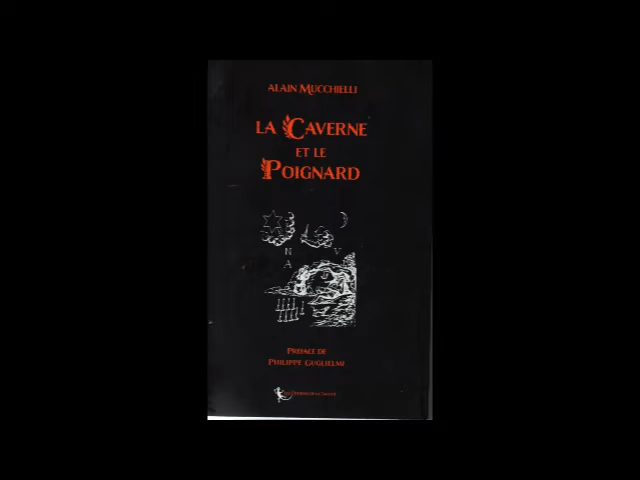 ALAIN MUCCHIELLI
LA CAVERNE
ET LE
POIGNARD
N V
A
PRÉFACE DE
PHILIPPE GUGLIELMI